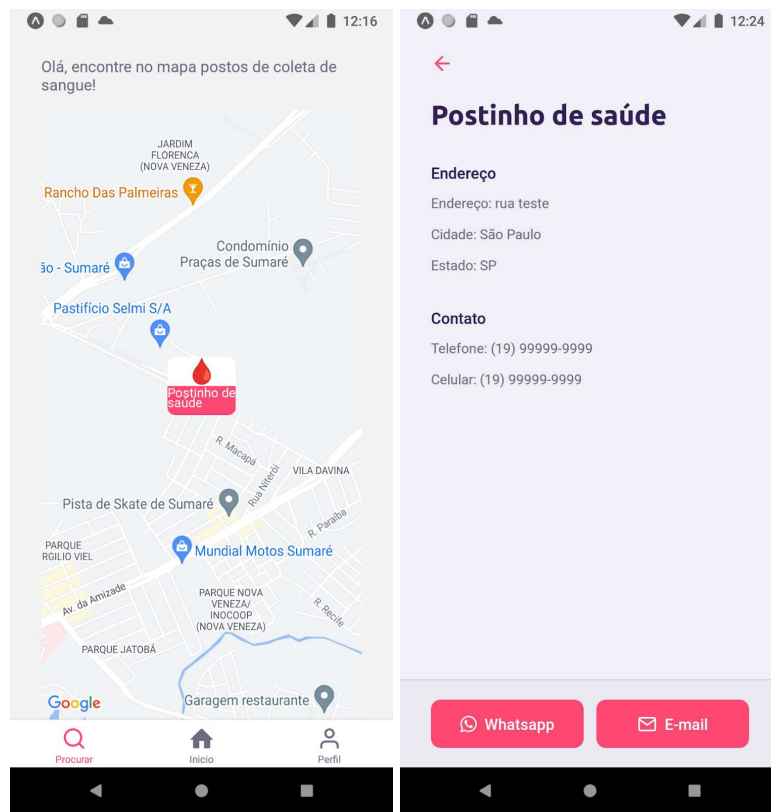 12:16
Olá, encontre no mapa postos de coleta de
sangue!
JARDIM
FLORENCA
(NOVA VENEZA)
Rancho Das Palmeiras
Condomínio
Praças de Sumaré
ão - Sumaré
Pastifício Selmi S/A
Postinho de
saúde
R. Macapá
Rua Niterói
VILA DAVINA
Pista de Skate de Sumaré
R. Paraíba
PARQUE
RGILIO VIEL
Mundial Motos Sumaré
Av. da Amizade
PARQUE NOVA
VENEZA/
INOCOOP
(NOVA VENEZA)
R. Recife
PARQUE JATOBÁ
Google
Garagem restaurante
Procurar
Inicio
Perfil
12:24
Postinho de saúde
Endereço
Endereço: rua teste
Cidade: São Paulo
Estado: SP
Contato
Telefone: (19) 99999-9999
Celular: (19) 99999-9999
Whatsapp
E-mail